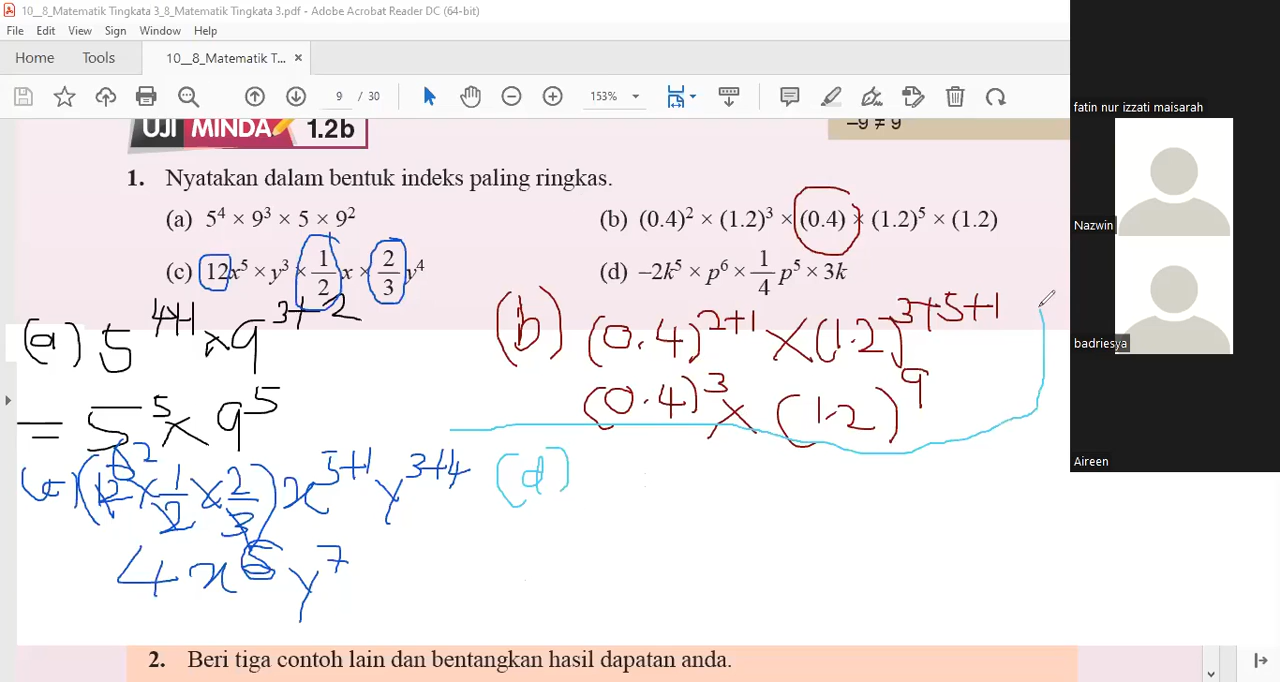 10__8_Matematik Tingkata 3_8_Matematik Tingkata 3.pdf - Adobe Acrobat Reader DC (64-bit)
File Edit View Sign Window Help
Home Tools 10__8_Matematik T... ×
9 / 30 153%
UJI MINDA 1.2b
–9 ≠ 9
1. Nyatakan dalam bentuk indeks paling ringkas.
(a) 5⁴ × 9³ × 5 × 9²
(b) (0.4)² × (1.2)³ × (0.4) × (1.2)⁵ × (1.2)
(c) 12x⁵ × y³ × 1/2 x × 2/3 y⁴
(d) –2k⁵ × p⁶ × 1/4 p⁵ × 3k
(a) 5⁴⁺¹ × 9³⁺²
= 5⁵ × 9⁵
(b) (0.4)²⁺¹ × (1.2)³⁺⁵⁺¹
(0.4)³ × (1.2)⁹
(c) (12 × 1/2 × 2/3) x⁵⁺¹ y³⁺⁴
4 x⁶ y⁷
(d)
2. Beri tiga contoh lain dan bentangkan hasil dapatan anda.
fatin nur izzati maisarah
Nazwin
badriesya
Aireen